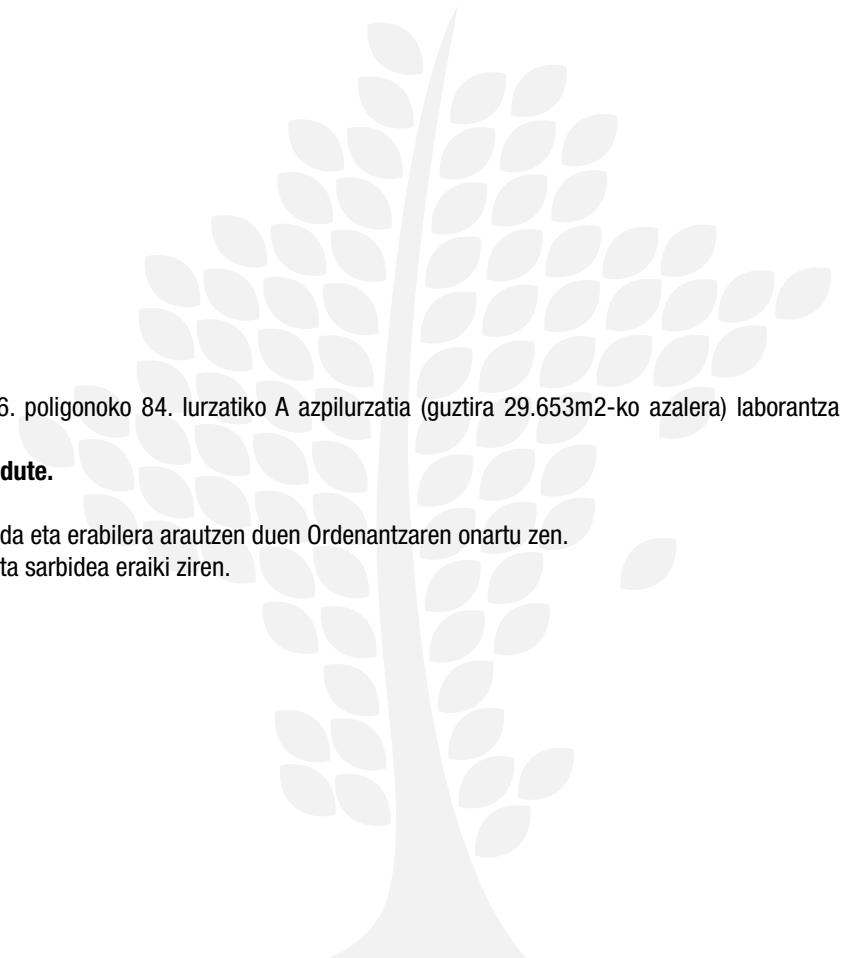 6. poligonoko 84. lurzatiko A azpilurzatia (guztira 29.653m2-ko azalera) laborantza
dute.
da eta erabilera arautzen duen Ordenantzaren onartu zen.
ta sarbidea eraiki ziren.